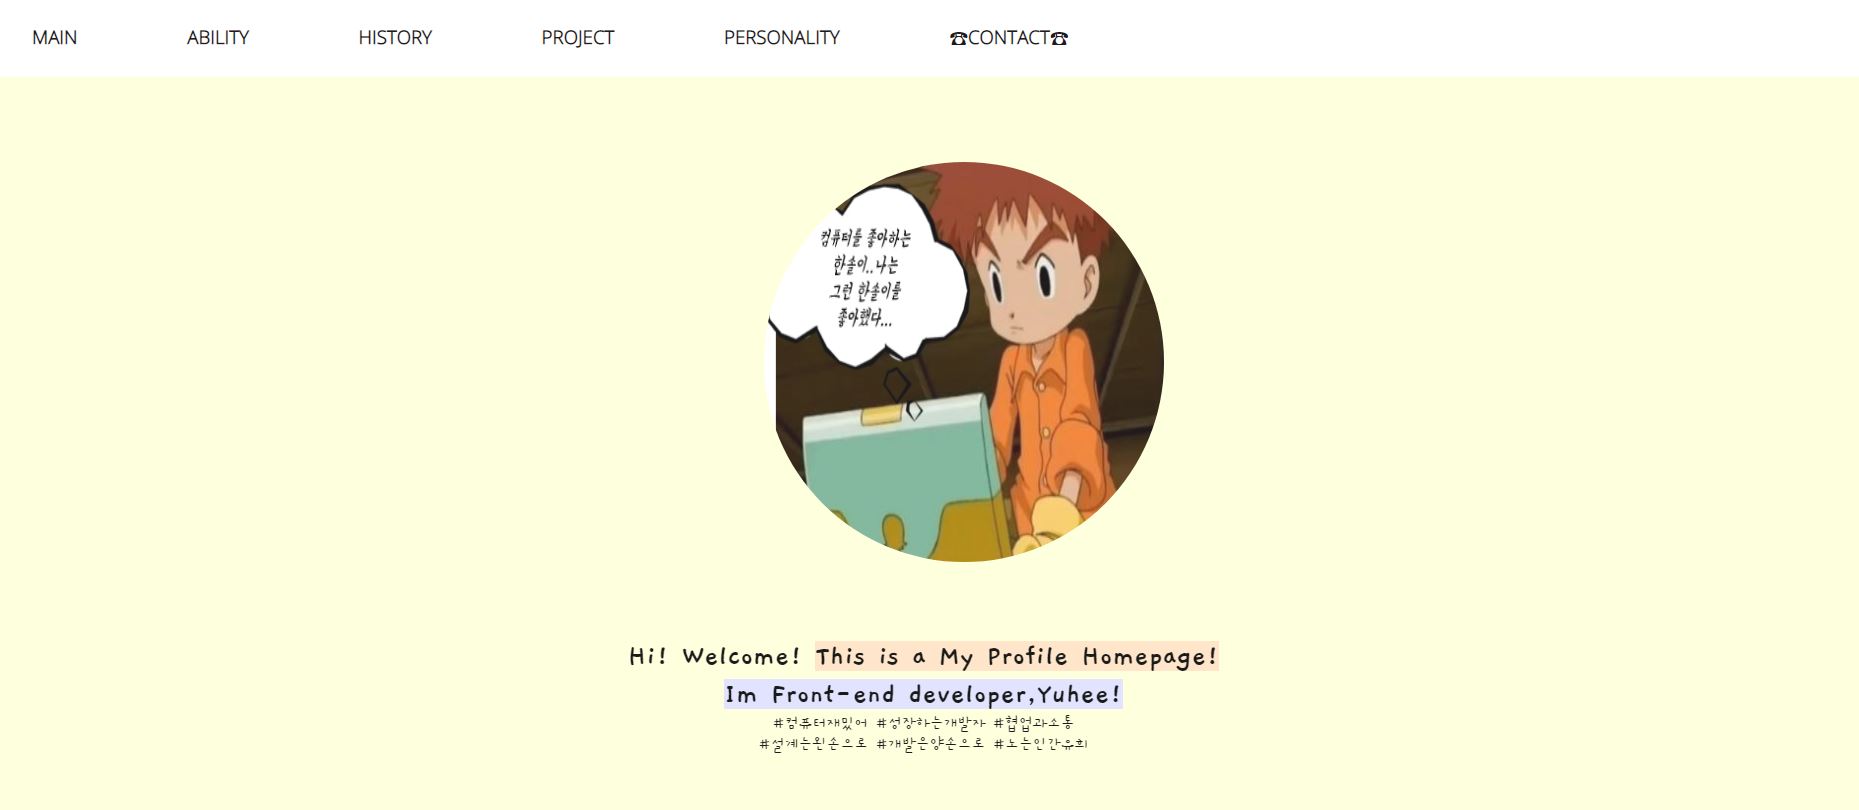 MAIN ABILITY HISTORY PROJECT PERSONALITY ☎CONTACT☎
컴퓨터를 좋아하는
한솔이..나는
그런 한솔이를
좋아했다...
Hi! Welcome! This is a My Profile Homepage!
Im Front-end developer,Yuhee!
#컴퓨터재밌어 #성장하는개발자 #협업과소통
#설계는왼손으로 #개발은양손으로 #노는인간유희